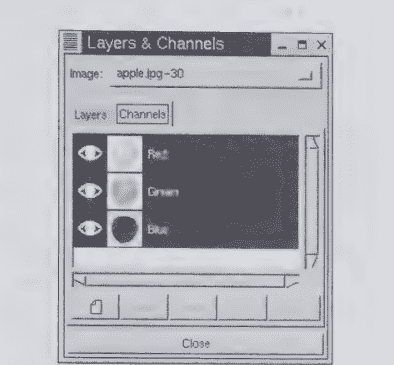 Layers & Channels
Image: apple.jpg-30
Layers Channels
Red
Green
Blue
Close